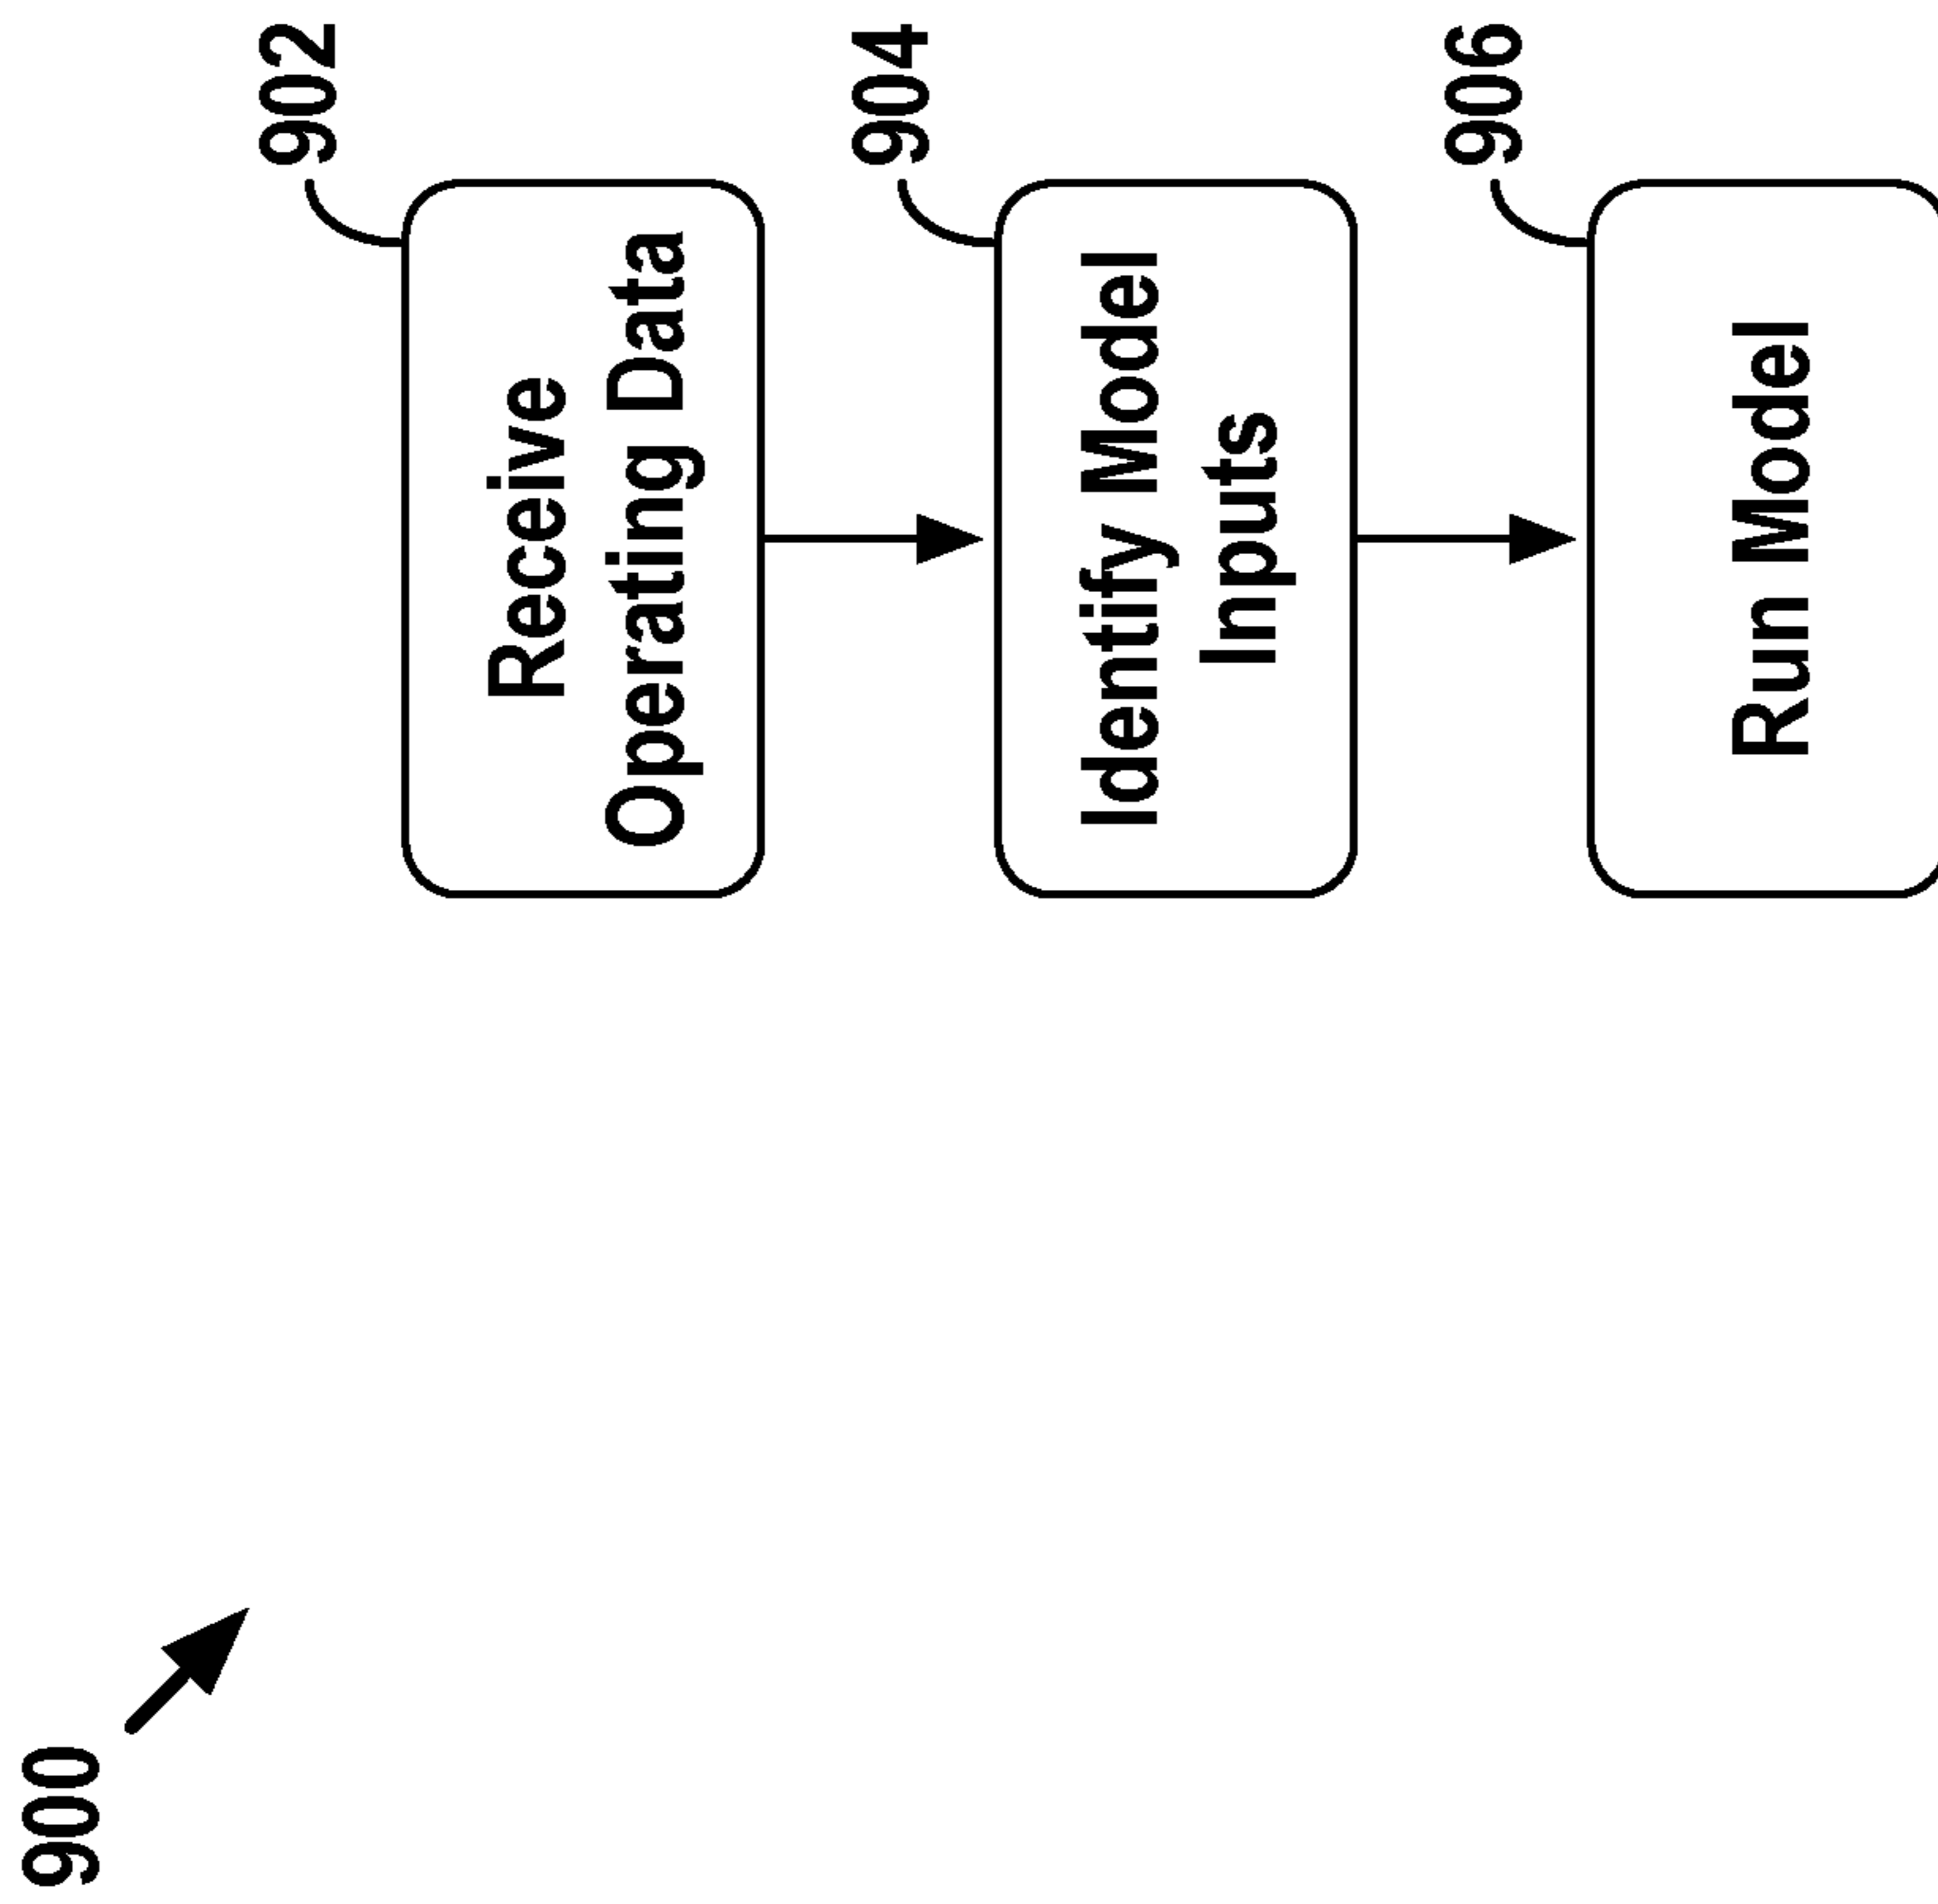 900
902
Receive
Operating Data
904
Identify Model
Inputs
906
Run Model